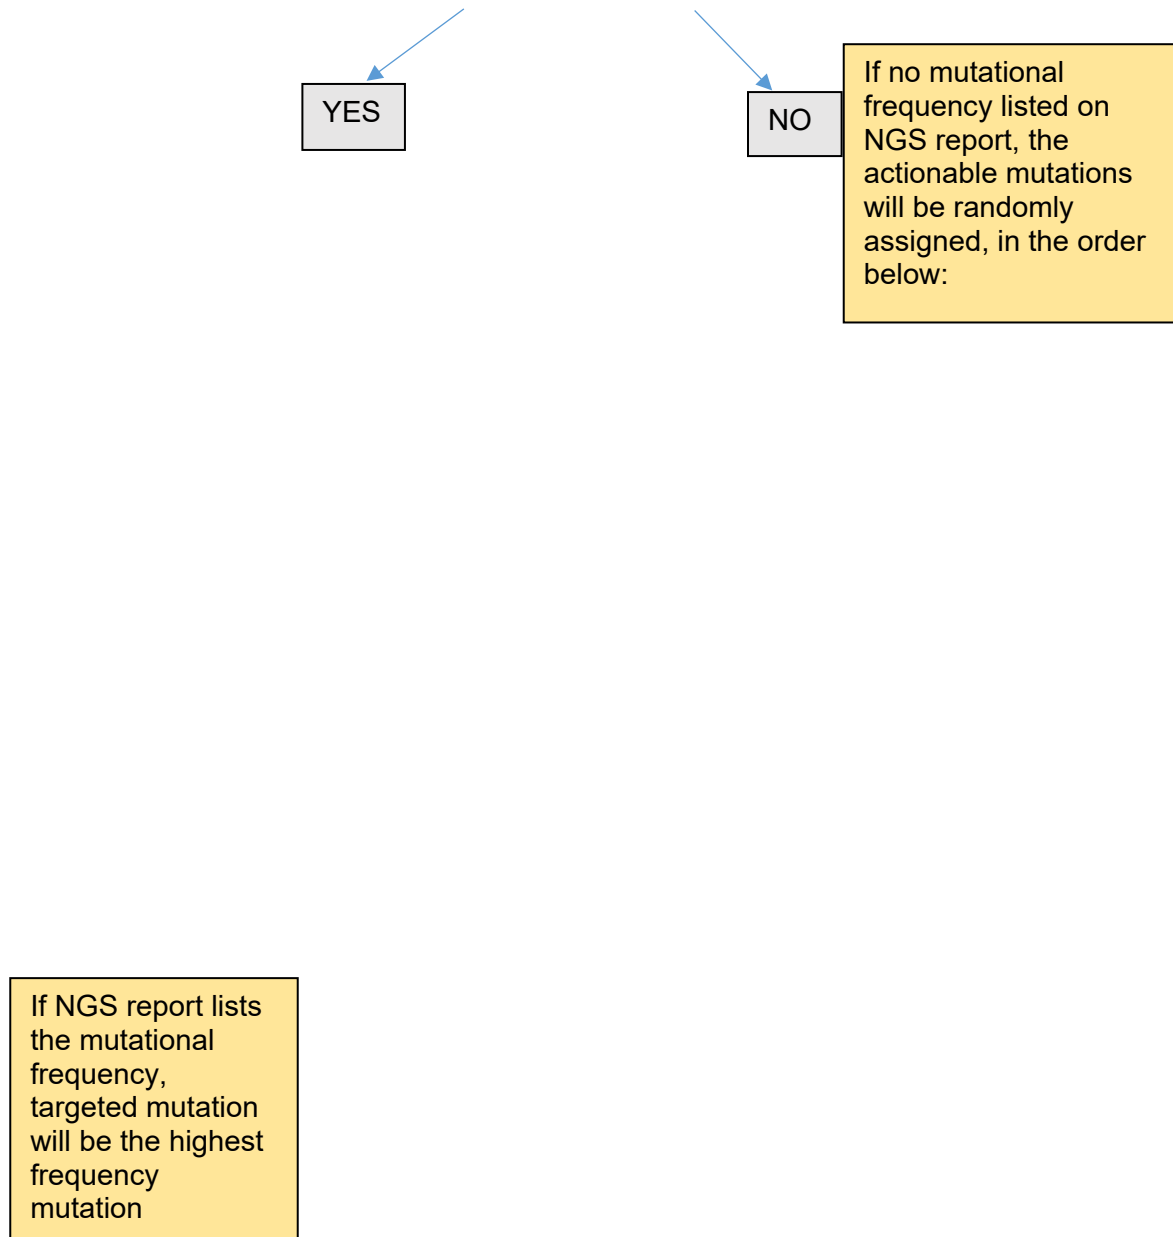 YES
NO
If no mutational
frequency listed on
NGS report, the
actionable mutations
will be randomly
assigned, in the order
below:
If NGS report lists
the mutational
frequency,
targeted mutation
will be the highest
frequency
mutation